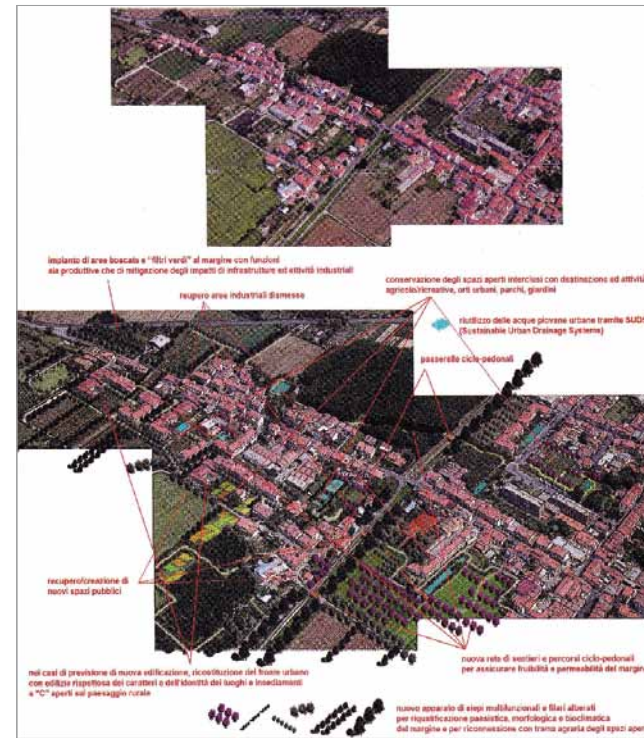 impianto di aree boscate e "filtri verdi" al margine con funzioni
sia produttive che di mitigazione degli impatti di infrastrutture ed attività industriali
reupero aree industriali dismesse
conservazione degli spazi aperti interclusi con destinazione ad attività
agricole/ricreative, orti urbani, parchi, giardini
riutilizzo delle acque piovane urbane tramite SUDS
(Sustainable Urban Drainage Systems)
passerelle ciclo-pedonali
recupero/creazione di
nuovi spazi pubblici
nuova rete di sentieri e percorsi ciclo-pedonali
per assicurare fruibilità e permeabilità del margine
nei casi di previsione di nuova edificazione, ricostituzione del fronte urbano
con edilizia rispettosa dei caratteri e dell'identità dei luoghi e insediamenti
a "C" aperti sul paesaggio rurale
nuovo apparato di siepi multifunzionali e filari alberati
per riqualificazione paesistica, morfologica e bioclimatica
del margine e per riconnessione con trama agraria degli spazi aper